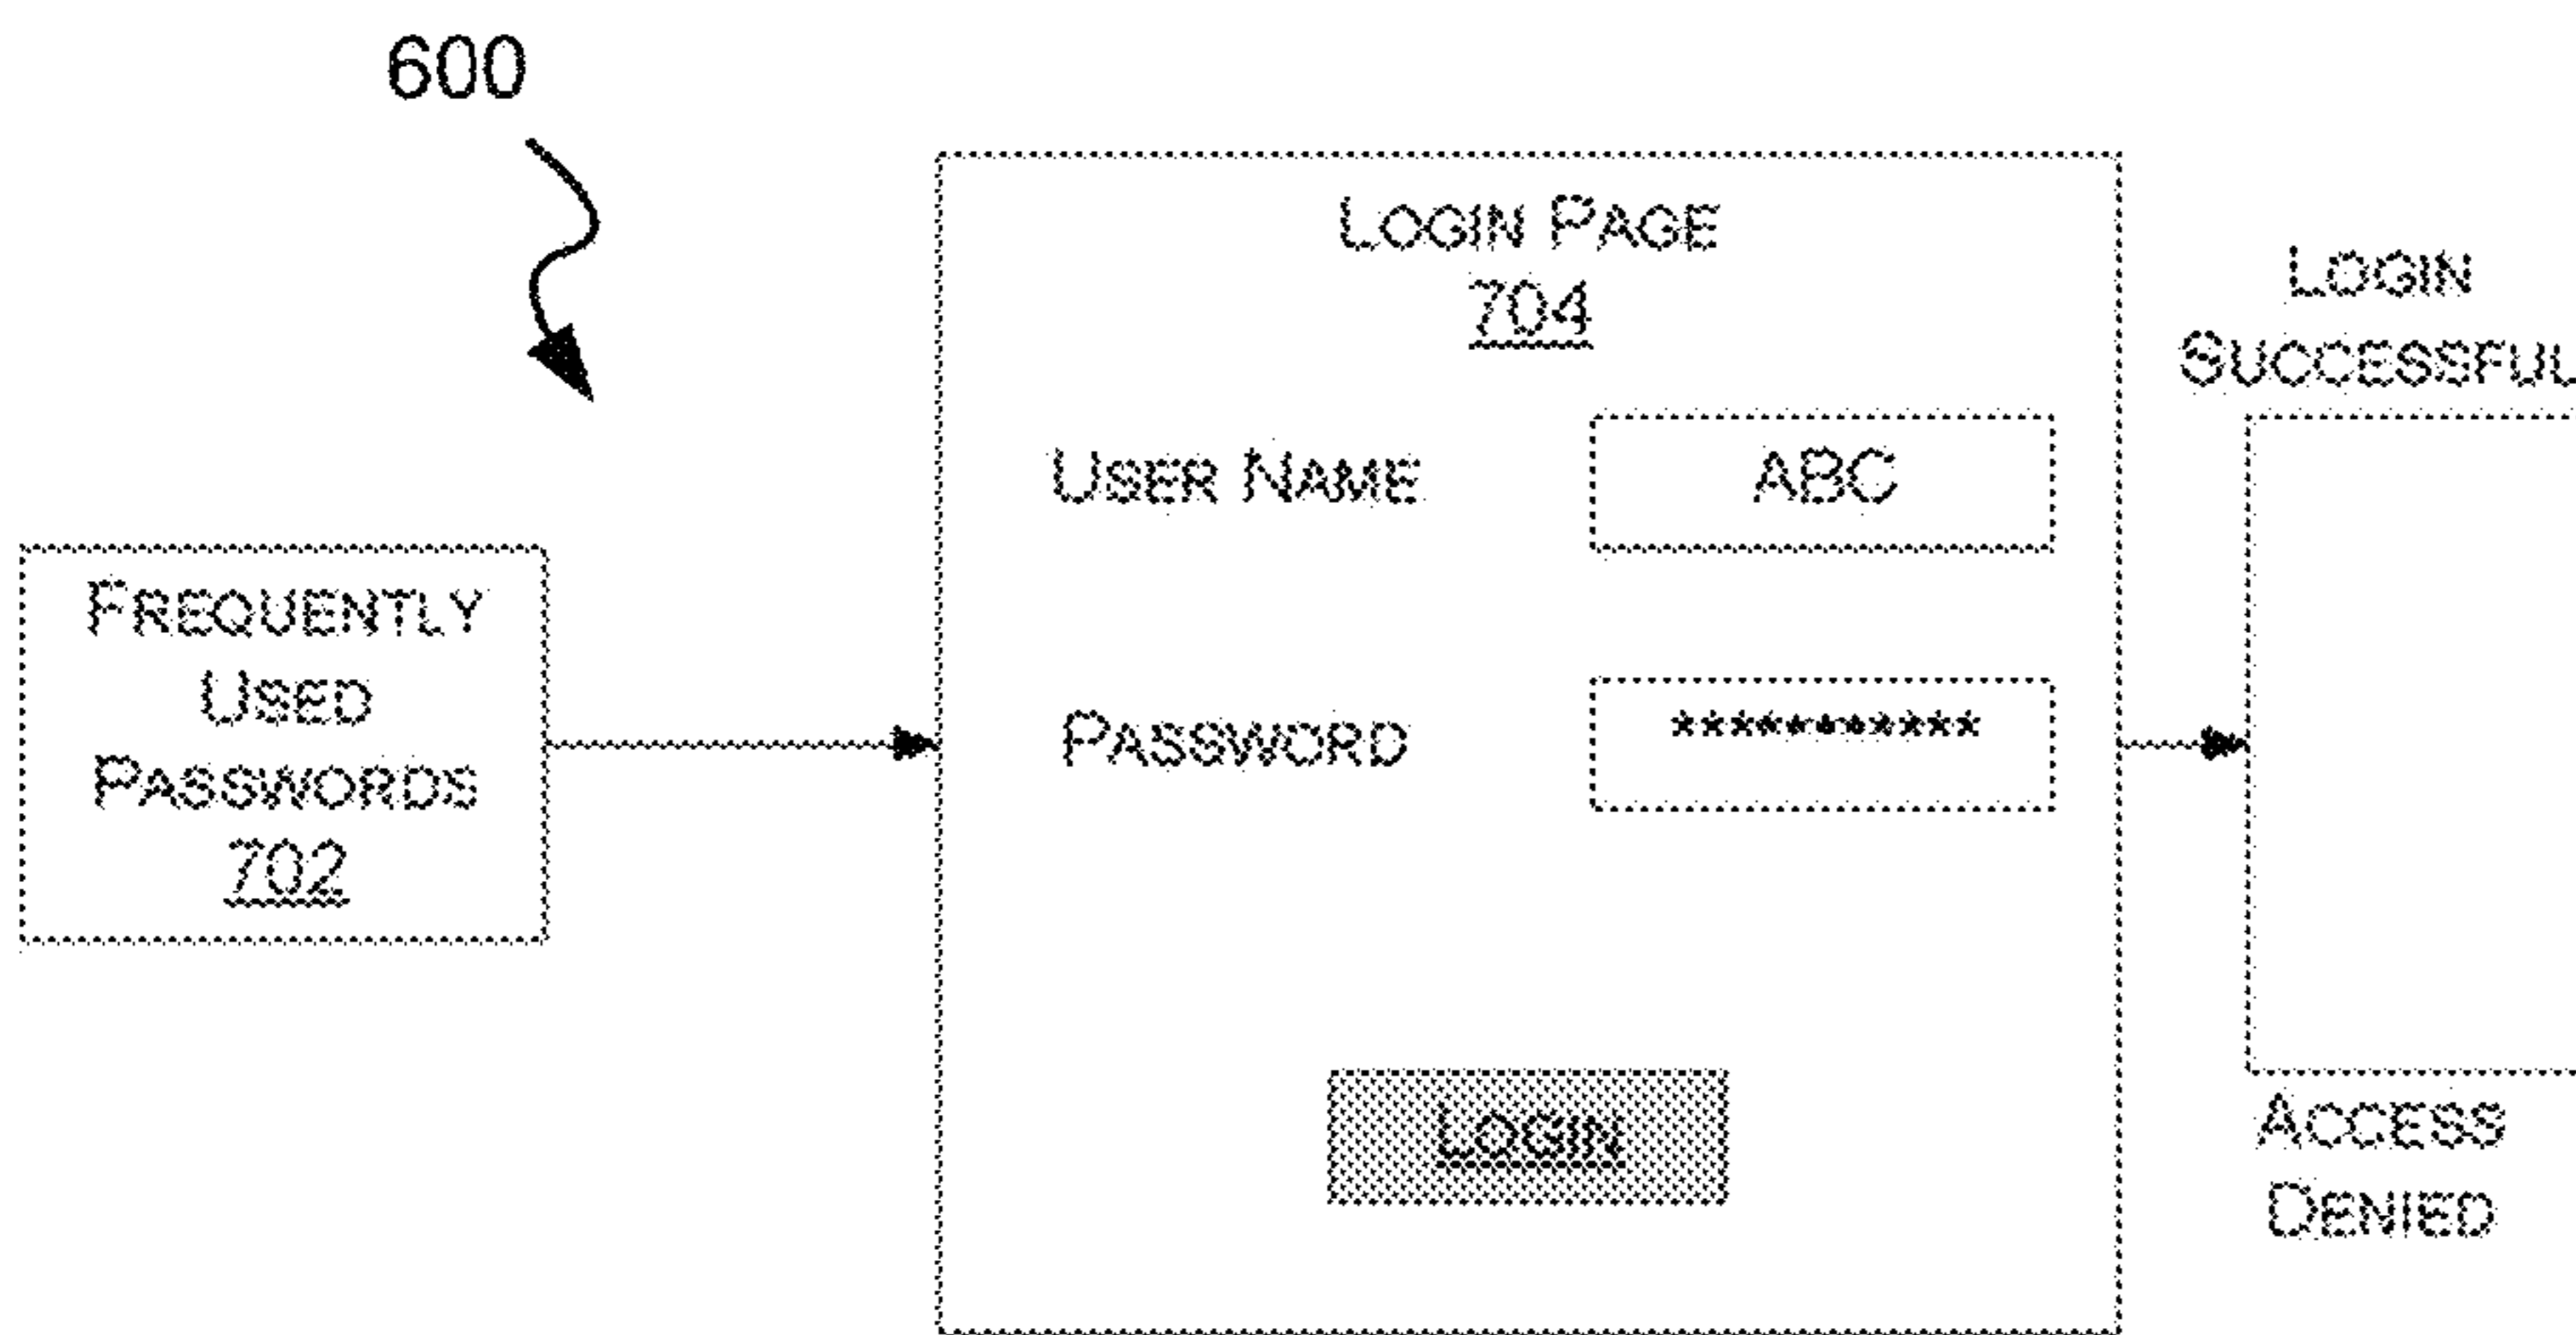 600
FREQUENTLY
USED
PASSWORDS
702
LOGIN PAGE
704
USER NAME
ABC
PASSWORD
***********
LOGIN
LOGIN
SUCCESSFUL
ACCESS
DENIED